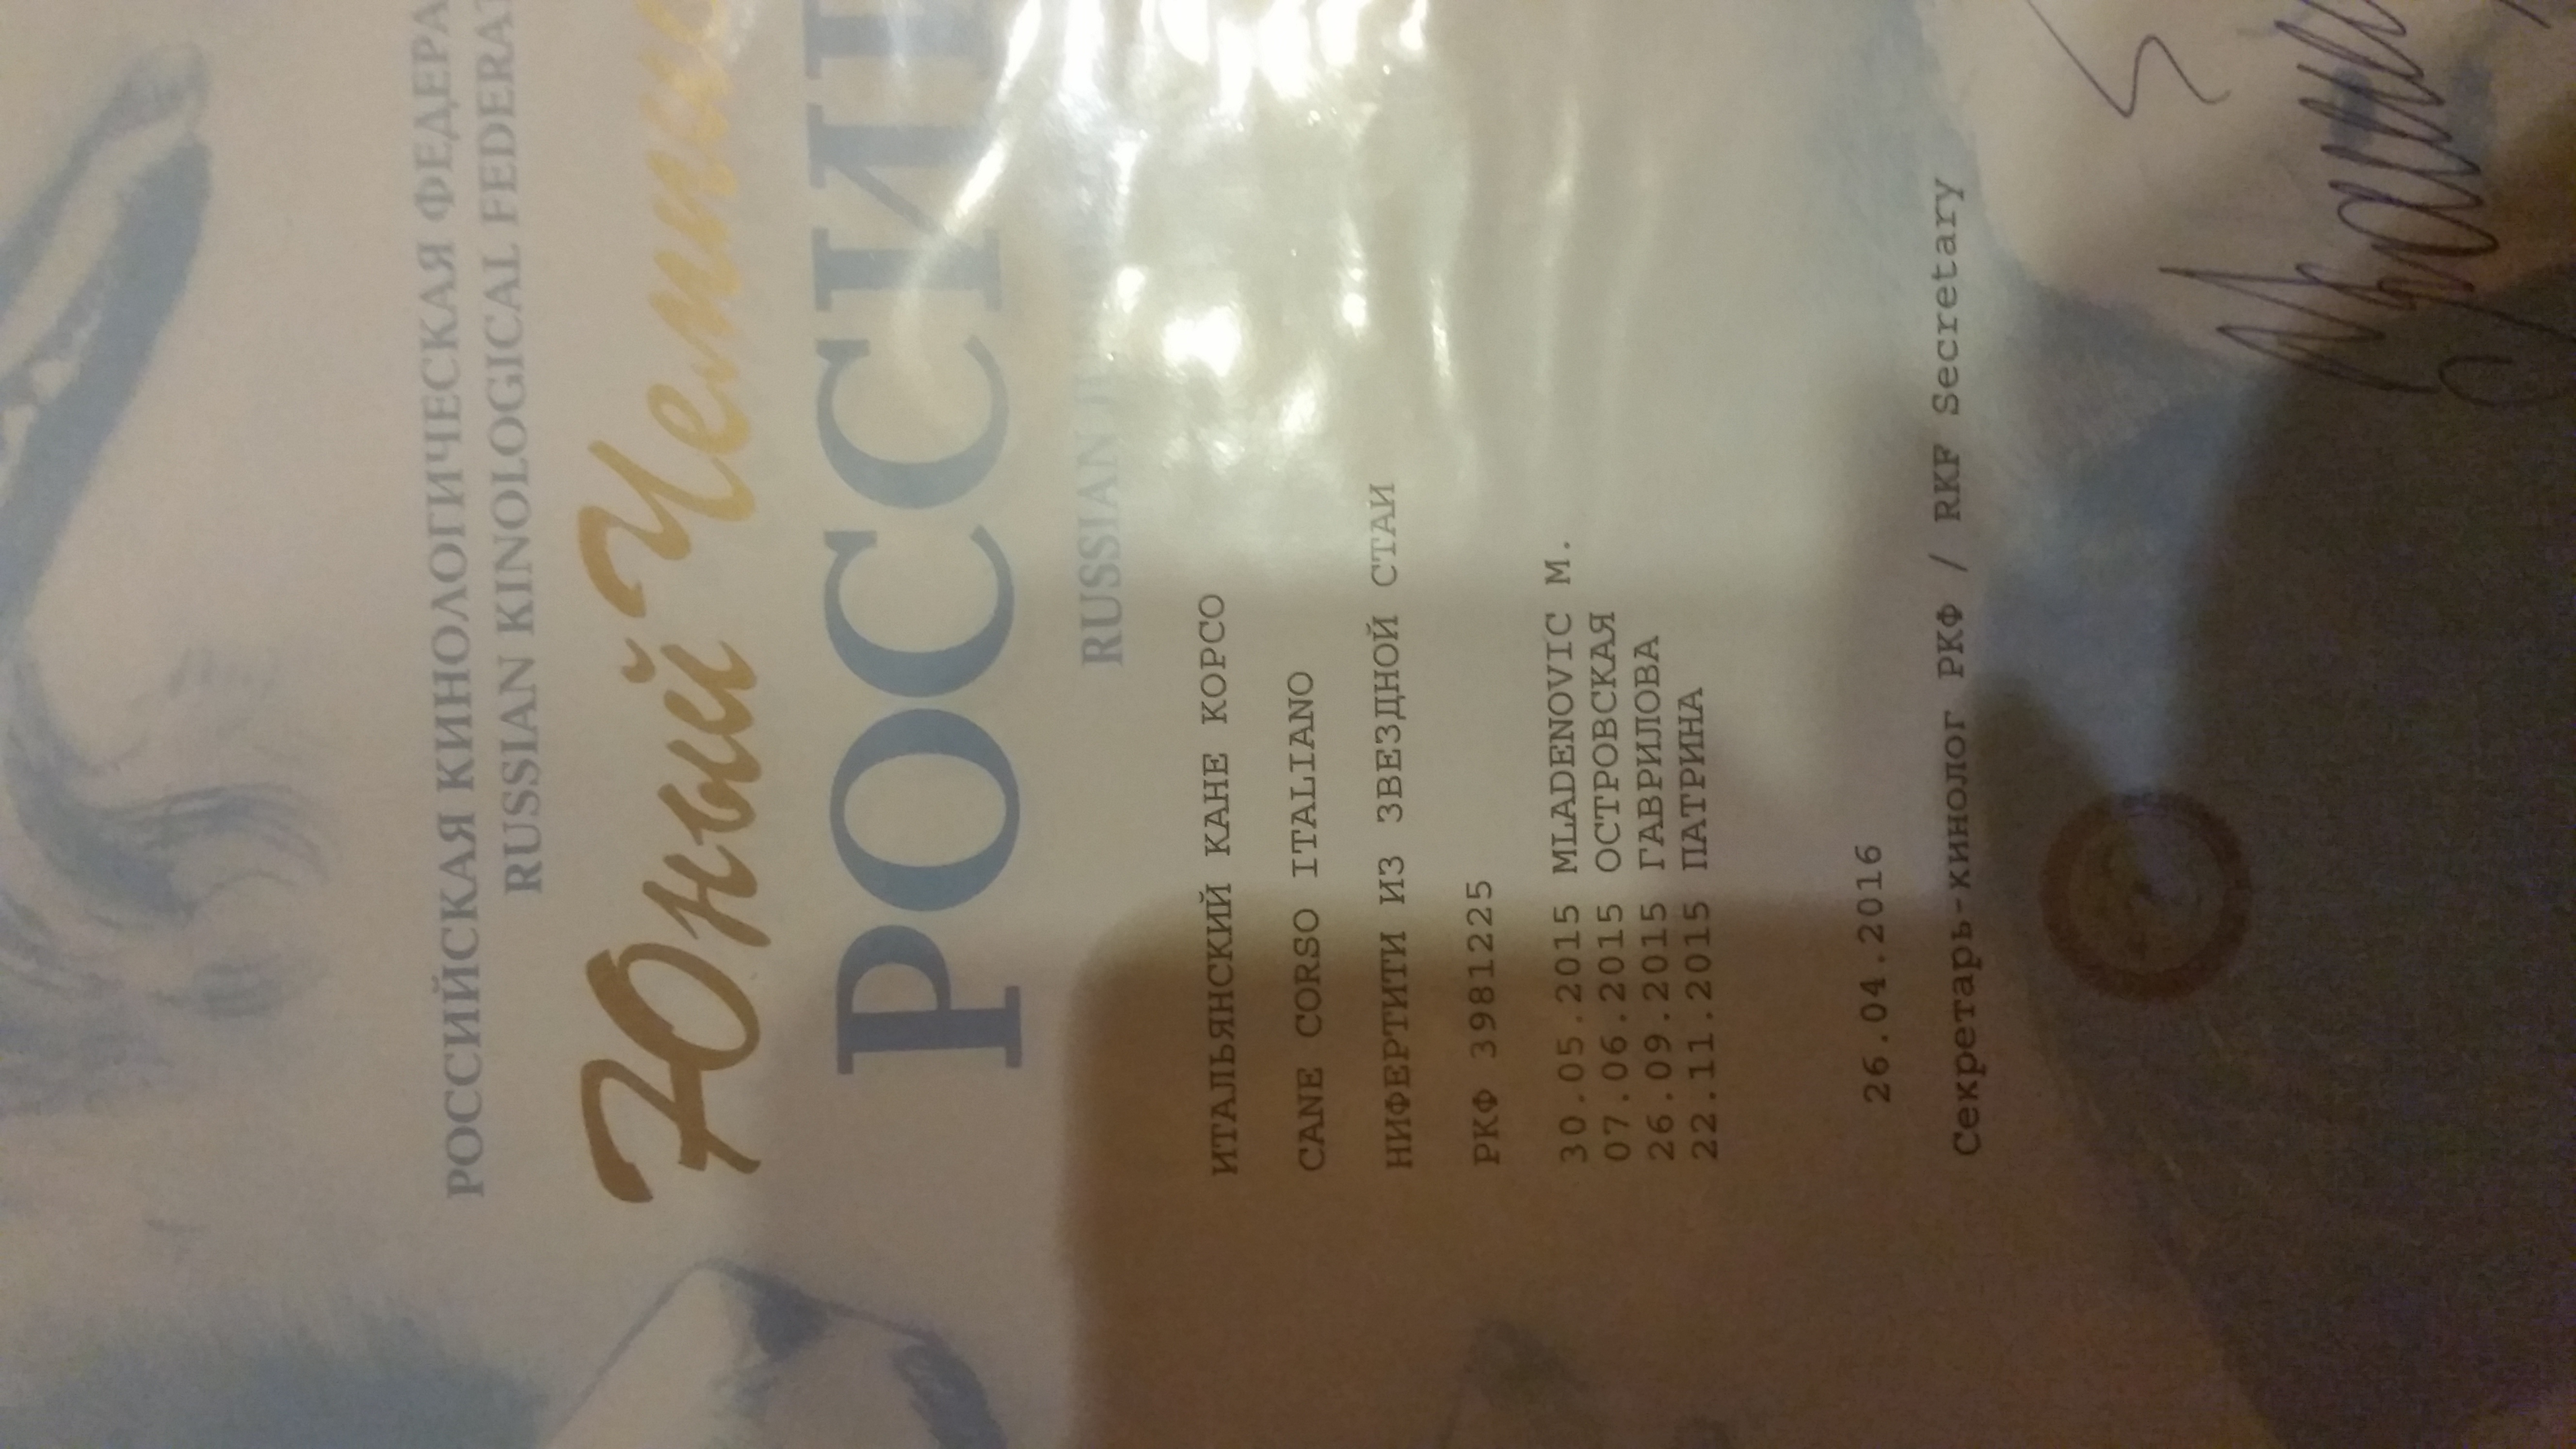 РОССИЙСКАЯ КИНОЛОГИЧЕСКАЯ ФЕДЕРА
RUSSIAN KINOLOGICAL FEDERAT
Юный Чемпио
РОССИИ
RUSSIAN
ИТАЛЬЯНСКИЙ КАНЕ КОРСО
CANE CORSO ITALIANO
НИФЕРТИТИ ИЗ ЗВЕЗДНОЙ СТАИ
РКФ 3981225
30.05.2015 MLADENOVIC M.
07.06.2015 ОСТРОВСКАЯ
26.09.2015 ГАВРИЛОВА
22.11.2015 ПАТРИНА
26.04.2016
Секретарь-кинолог РКФ / RKF Secretary